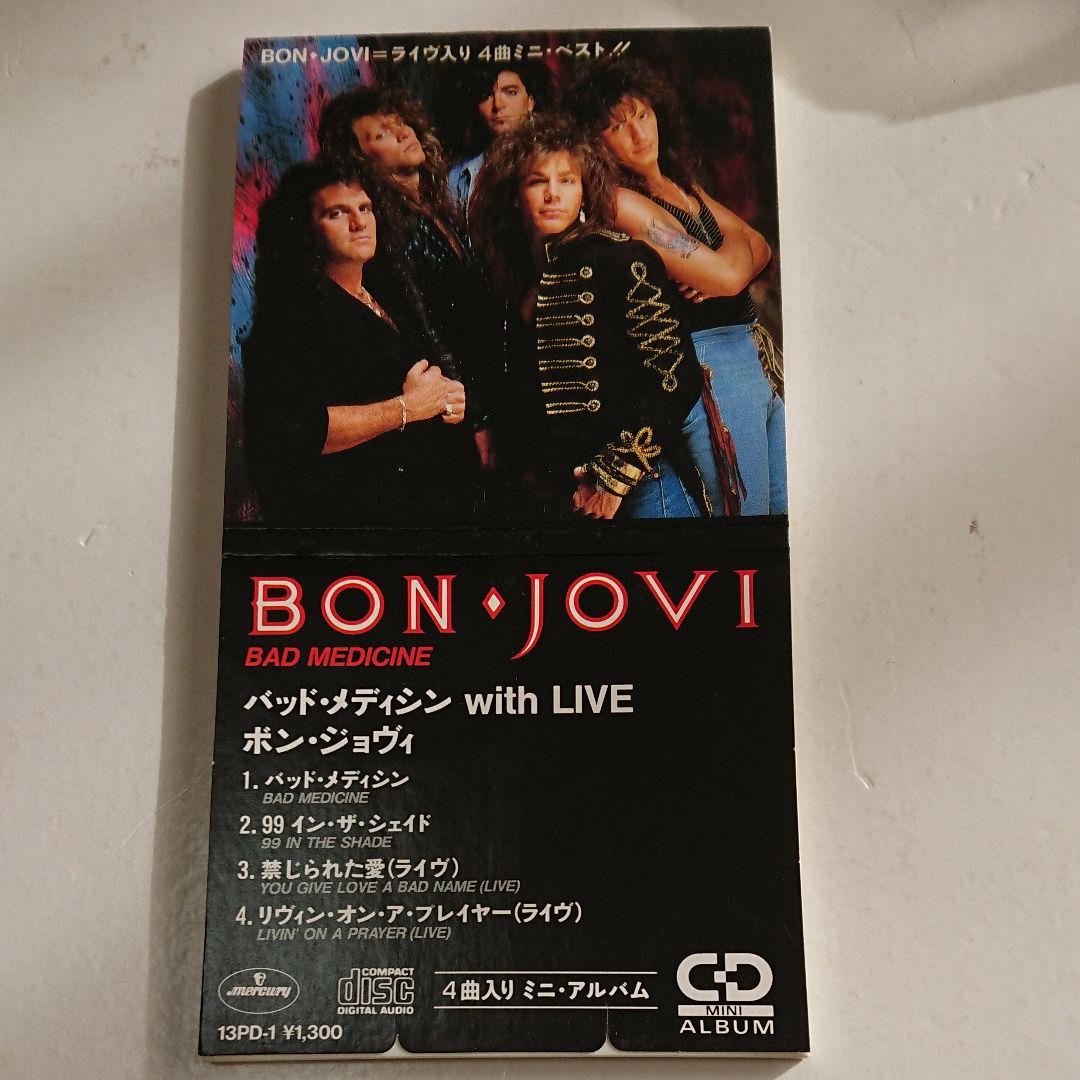 BON・JOVI=ライヴ入り 4曲ミニ・ベスト!!
BON・JOVI
BAD MEDICINE
バッド・メディシン with LIVE
ボン・ジョヴィ
1. バッド・メディシン
BAD MEDICINE
2. 99 イン・ザ・シェイド
99 IN THE SHADE
3. 禁じられた愛(ライヴ)
YOU GIVE LOVE A BAD NAME (LIVE)
4. リヴィン・オン・ア・プレイヤー(ライヴ)
LIVIN' ON A PRAYER (LIVE)
mercury
COMPACT
disc
DIGITAL AUDIO
4曲入り ミニ・アルバム
CD
MINI
ALBUM
13PD-1 ¥1,300